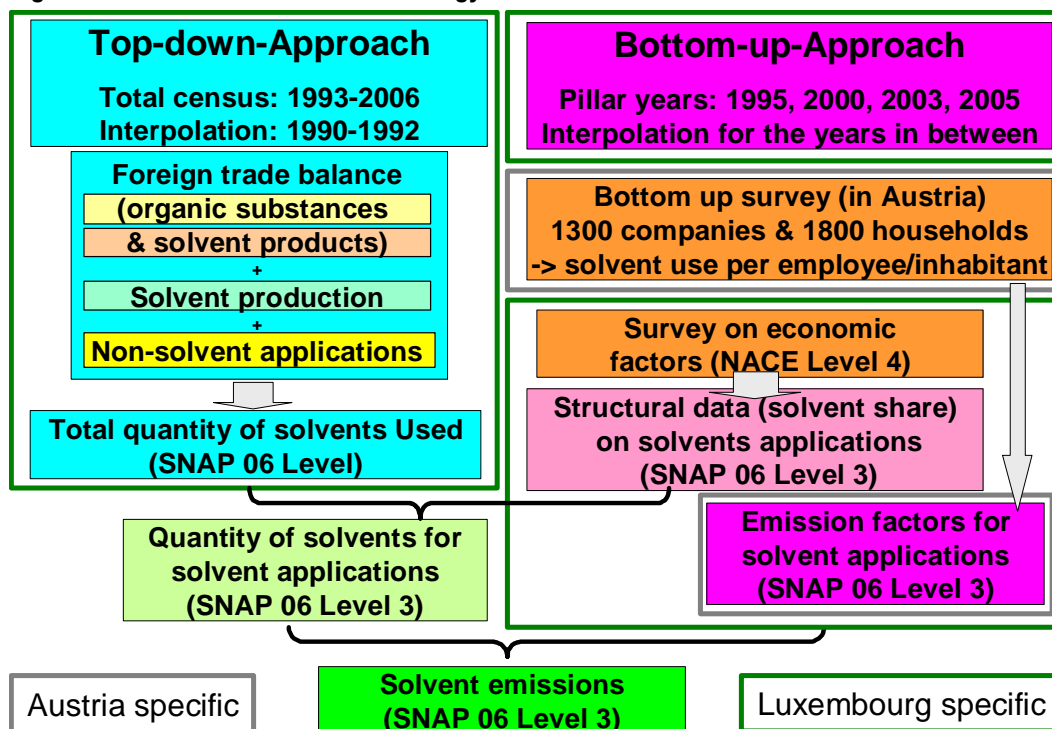 Top-down-Approach
Total census: 1993-2006
Interpolation: 1990-1992
Foreign trade balance
(organic substances
& solvent products)
+
Solvent production
+
Non-solvent applications
Total quantity of solvents Used
(SNAP 06 Level)
Bottom-up-Approach
Pillar years: 1995, 2000, 2003, 2005
Interpolation for the years in between
Bottom up survey (in Austria)
1300 companies & 1800 households
-> solvent use per employee/inhabitant
Survey on economic
factors (NACE Level 4)
Structural data (solvent share)
on solvents applications
(SNAP 06 Level 3)
Emission factors for
solvent applications
(SNAP 06 Level 3)
Quantity of solvents for
solvent applications
(SNAP 06 Level 3)
Solvent emissions
(SNAP 06 Level 3)
Austria specific
Luxembourg specific